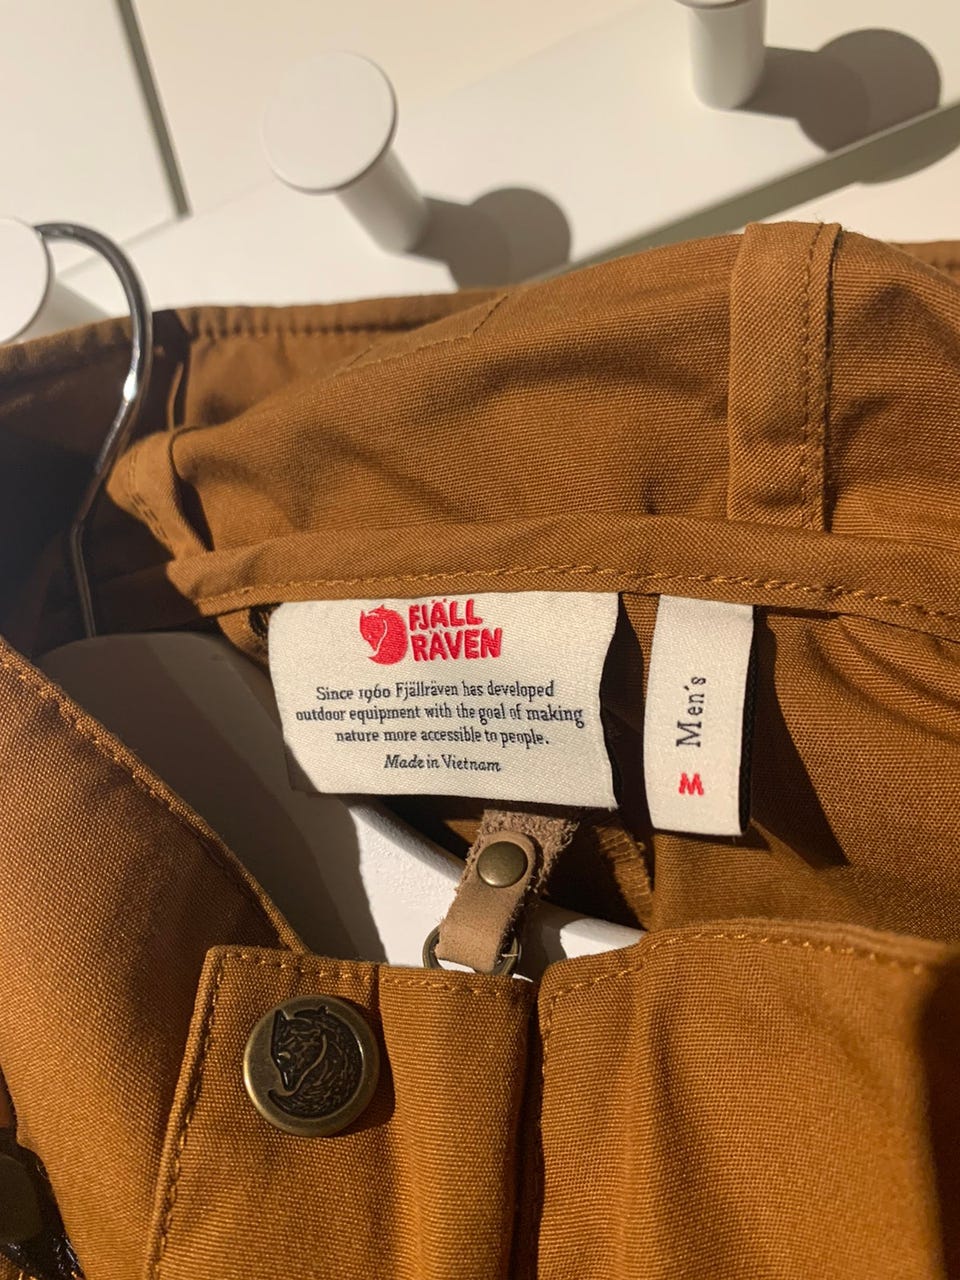 FJÄLL
RÄVEN
Since 1960 Fjällräven has developed
outdoor equipment with the goal of making
nature more accessible to people.
Made in Vietnam
Men's
M